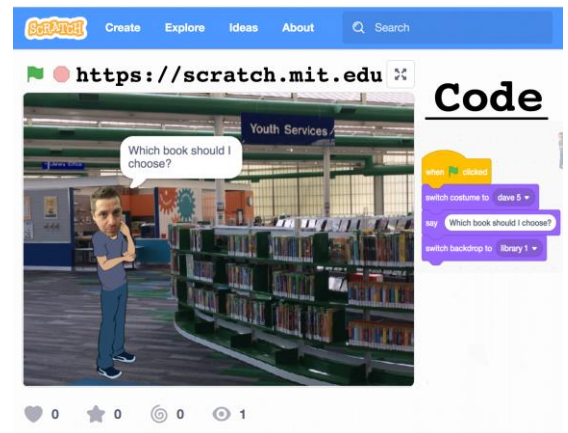 SCRATCH Create Explore Ideas About Search
https://scratch.mit.edu
Code
Youth Services
Which book should I
choose?
when clicked
switch costume to dave 5
say Which book should I choose?
switch backdrop to library 1
0 0 0 1